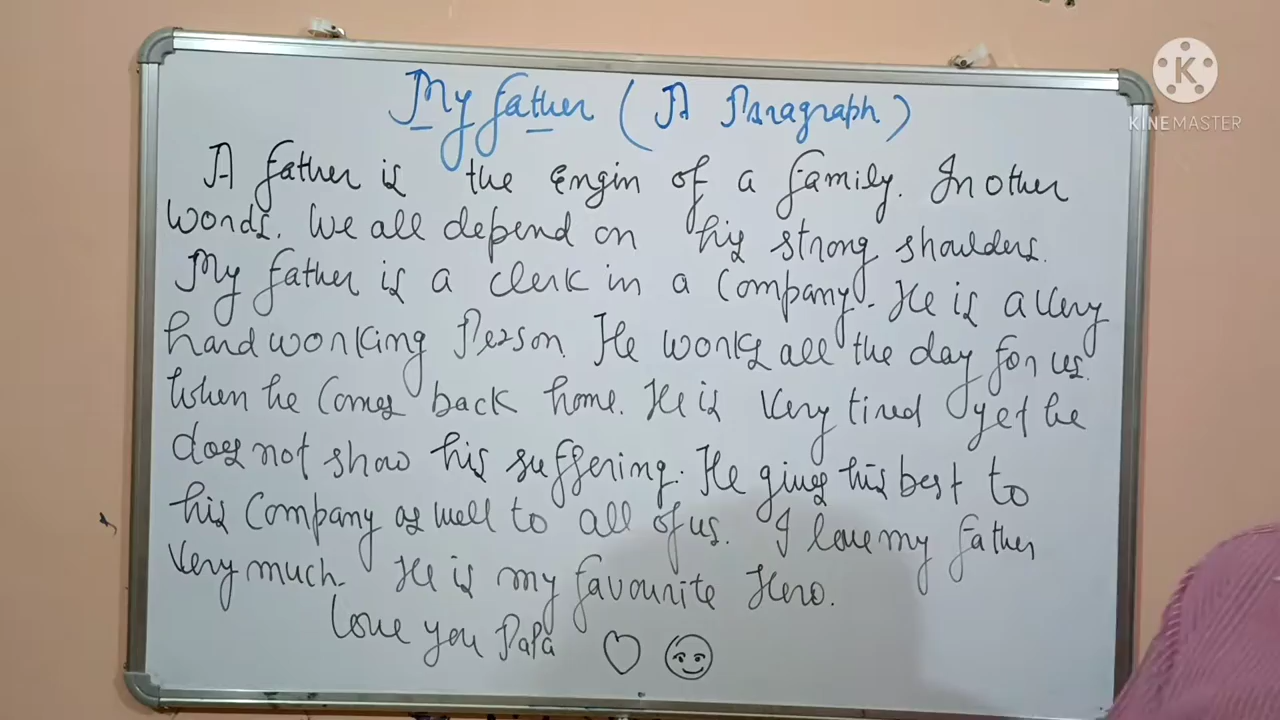 My father (A Paragraph)
A father is the engin of a family. In other
words. We all depend on his strong shoulders.
My father is a clerk in a company. He is a very
hard working Person. He works all the day for us.
When he comes back home. He is very tired yet he
does not show his suffering. He gives his best to
his company as well to all of us. I love my father
very much. He is my favourite Hero.
love you PaPa
KINEMASTER